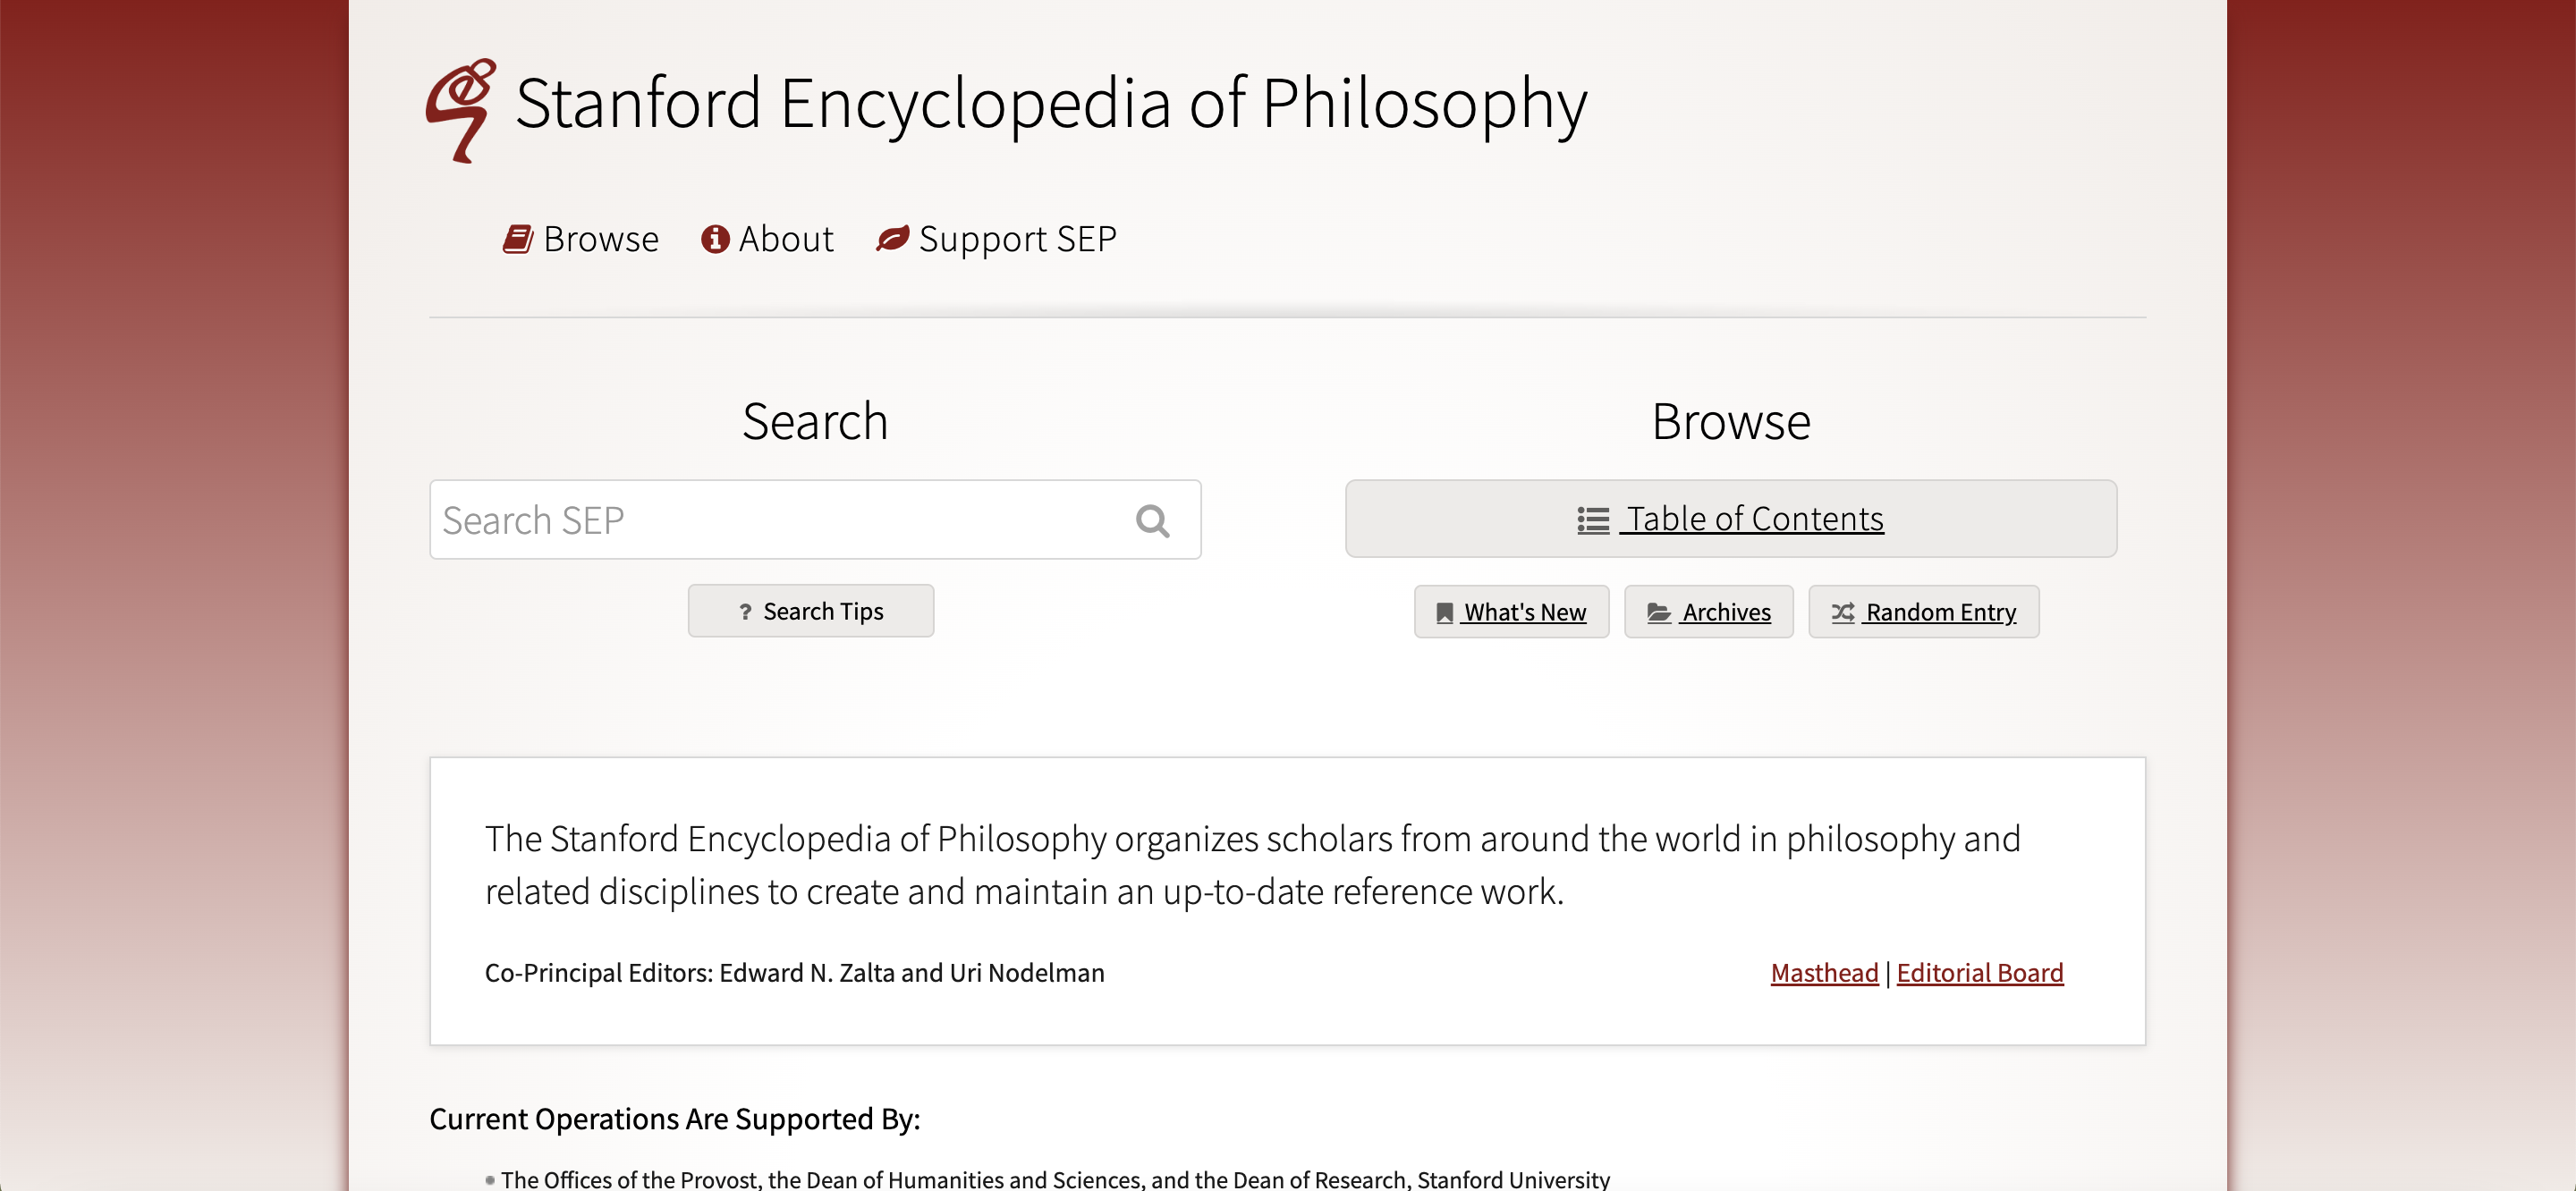 Stanford Encyclopedia of Philosophy
Browse About Support SEP
Search
Search SEP
? Search Tips
Browse
Table of Contents
What's New Archives Random Entry
The Stanford Encyclopedia of Philosophy organizes scholars from around the world in philosophy and
related disciplines to create and maintain an up-to-date reference work.
Co-Principal Editors: Edward N. Zalta and Uri Nodelman
Masthead | Editorial Board
Current Operations Are Supported By:
The Offices of the Provost, the Dean of Humanities and Sciences, and the Dean of Research, Stanford University